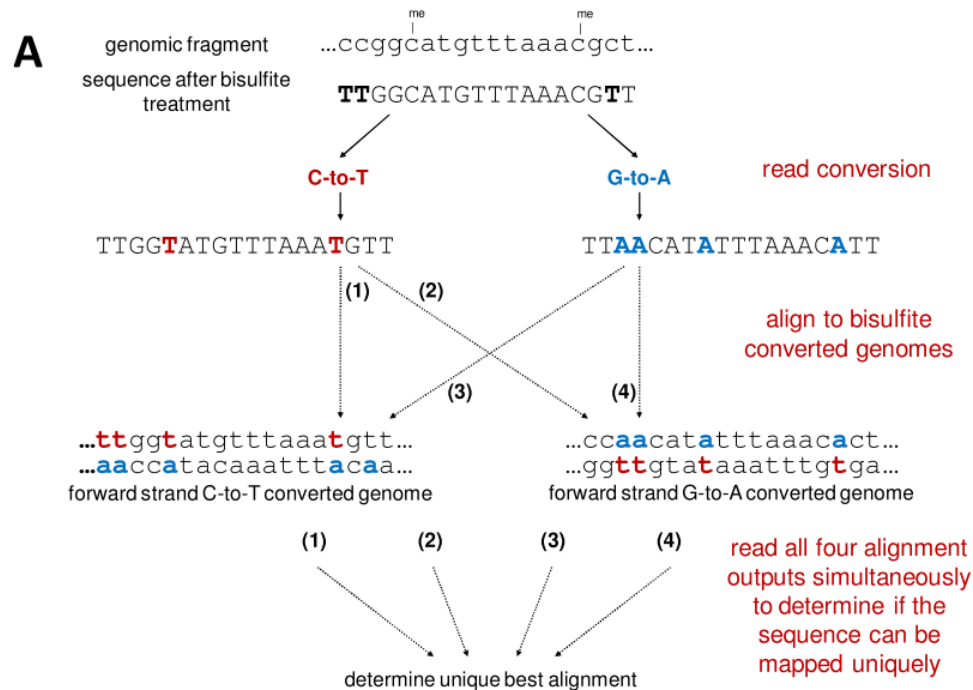 A
me me
genomic fragment ...ccggcatgtttaaacgct...
sequence after bisulfite
treatment
TTGGCATGTTTAAACGTT
C-to-T G-to-A read conversion
TTGGTATGTTTAAATGTT TTAACATATTTAAACATT
(1) (2)
align to bisulfite
converted genomes
(3) (4)
...ttggtatgtttaaatgtt... ...ccaacatatttaaacact...
...aaccatacaaatttacaa... ...ggttgtataaatttgtga...
forward strand C-to-T converted genome forward strand G-to-A converted genome
(1) (2) (3) (4)
read all four alignment
outputs simultaneously
to determine if the
sequence can be
mapped uniquely
determine unique best alignment